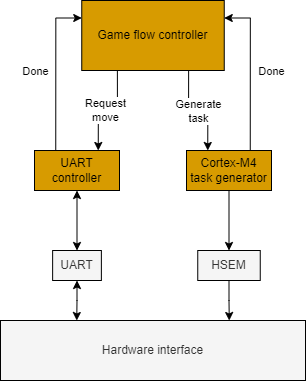 Game flow controller
Done
Done
Request
move
Generate
task
UART
controller
Cortex-M4
task generator
UART
HSEM
Hardware interface